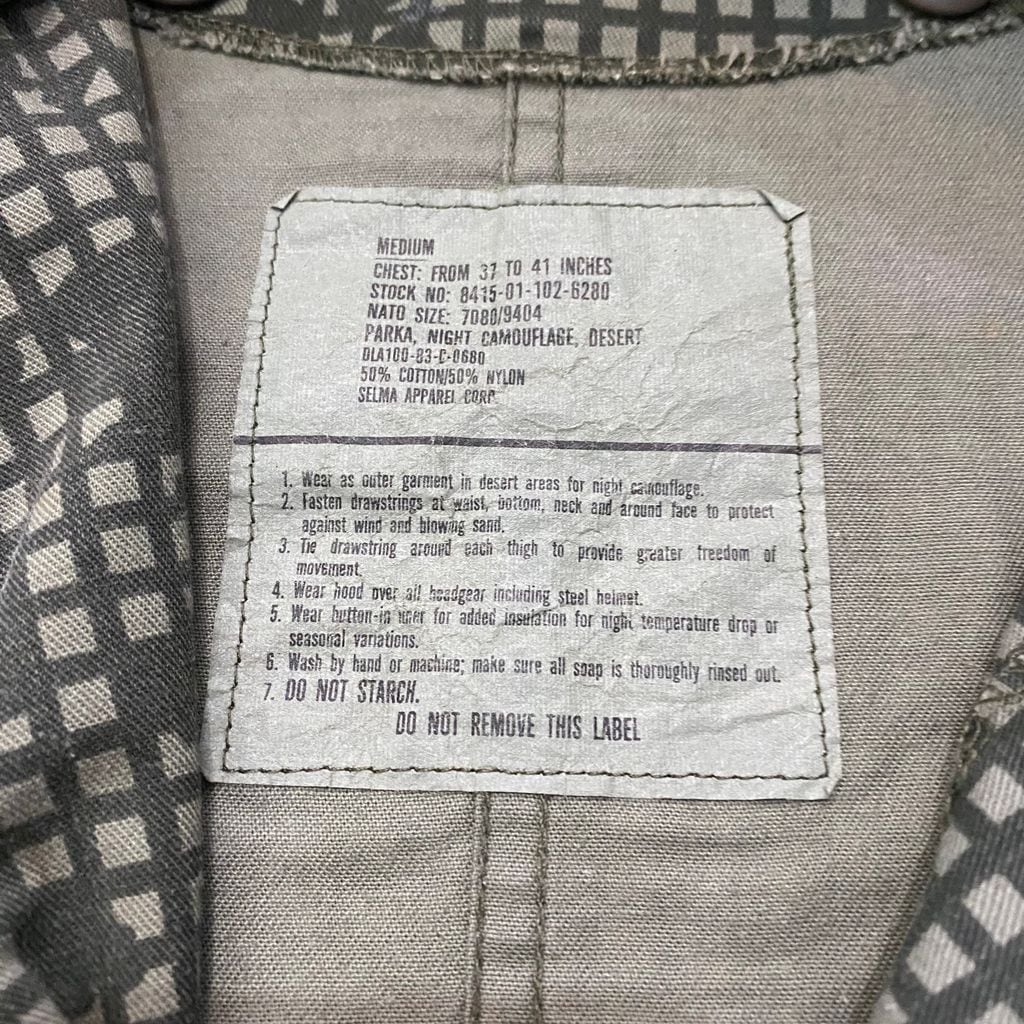 MEDIUM
CHEST: FROM 37 TO 41 INCHES
STOCK NO: 8415-01-102-6280
NATO SIZE: 7080/9404
PARKA, NIGHT CAMOUFLAGE, DESERT
DLA100-83-C-0680
50% COTTON/50% NYLON
SELMA APPAREL CORP.
1. Wear as outer garment in desert areas for night camouflage.
2. Fasten drawstrings at waist, bottom, neck and around face to protect
against wind and blowing sand.
3. Tie drawstring around each thigh to provide greater freedom of
movement.
4. Wear hood over all headgear including steel helmet.
5. Wear button-in liner for added insulation for night temperature drop or
seasonal variations.
6. Wash by hand or machine; make sure all soap is thoroughly rinsed out.
7. DO NOT STARCH.
DO NOT REMOVE THIS LABEL